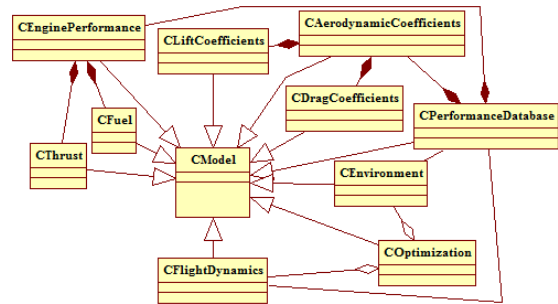 CEnginePerformance
CAerodynamicCoefficients
CLiftCoefficients
CDragCoefficients
CPerformanceDatabase
CFuel
CThrust
CModel
CEnvironment
COptimization
CFlightDynamics